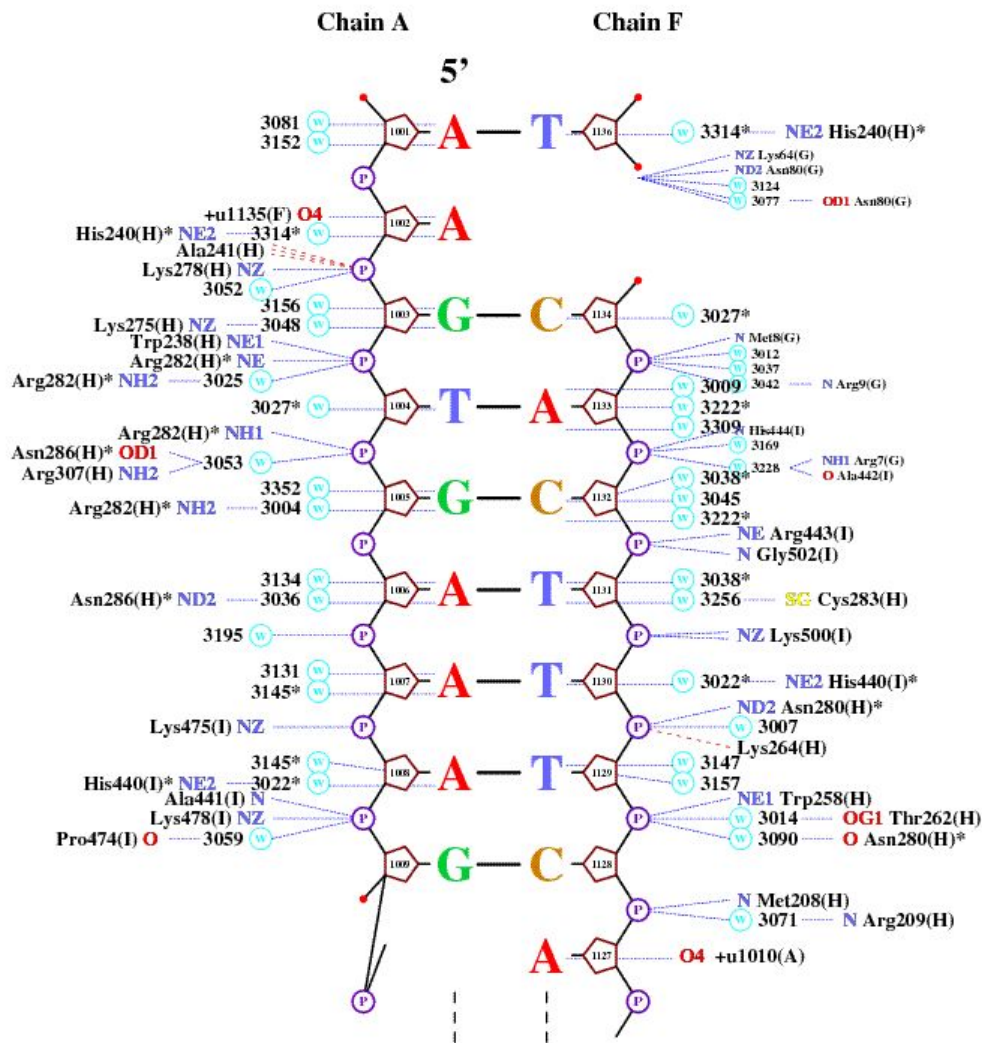 Chain A Chain F
5'
3081 W 1001 A T 1136 W 3314* NE2 His240(H)*
3152 W
NZ Lys64(G)
P ND2 Asn80(G)
W 3124
W 3077 OD1 Asn80(G)
+u1135(F) O4 1002 A
His240(H)* NE2 3314* W
Ala241(H)
Lys278(H) NZ P
3052 W
3156 W 1003 G C 1134 W 3027*
Lys275(H) NZ 3048 W
Trp238(H) NE1 N Met8(G)
Arg282(H)* NE P P W 3012
W 3037
Arg282(H)* NH2 3025 W W 3042 N Arg9(G)
W 3009
3027* W 1004 T A 1133 W 3222*
W 3309
Arg282(H)* NH1 N His444(I)
Asn286(H)* OD1 3053 W P P W 3169
Arg307(H) NH2 W 3228 NH1 Arg7(G)
O Ala442(I)
3352 W W 3038*
1005 G C 1132 W 3045
Arg282(H)* NH2 3004 W W 3222*
P P NE Arg443(I)
N Gly502(I)
3134 W 1006 A T 1131 W 3038*
Asn286(H)* ND2 3036 W W 3256 SG Cys283(H)
3195 W P P NZ Lys500(I)
3131 W 1007 A T 1130 W 3022* NE2 His440(I)*
3145* W
ND2 Asn280(H)*
Lys475(I) NZ P P W 3007
Lys264(H)
3145* W 1008 A T 1129 W 3147
His440(I)* NE2 3022* W W 3157
Ala441(I) N NE1 Trp258(H)
Lys478(I) NZ P P W 3014 OG1 Thr262(H)
Pro474(I) O 3059 W W 3090 O Asn280(H)*
1009 G C 1128
P N Met208(H)
W 3071 N Arg209(H)
A 1127 O4 +u1010(A)
P P